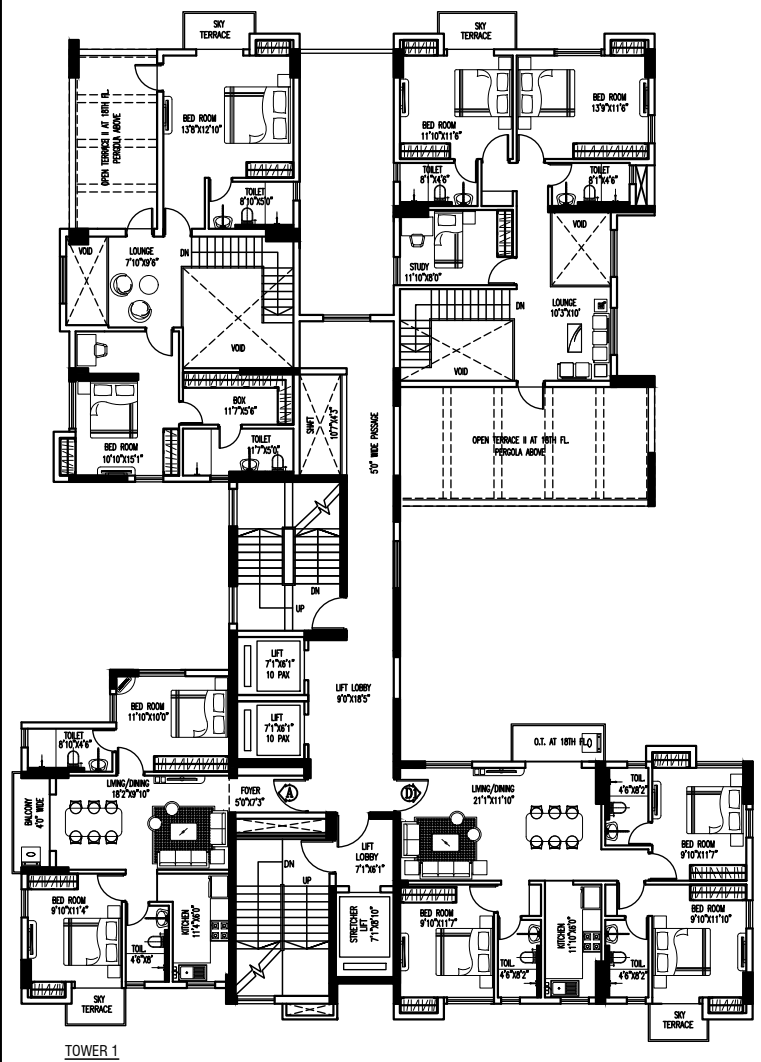 SKY
TERRACE
OPEN TERRACE II AT 18TH FL.
PERGOLA ABOVE
BED ROOM
13'8"X12'10"
TOILET
8'10"X5'0"
VOID
LOUNGE
7'10"X9'6"
DN
VOID
BED ROOM
10'10"X15'1"
BOX
11'7"X5'6"
TOILET
11'7"X5'0"
SHAFT
10'7"X4'3"
5'0" WIDE PASSAGE
SKY
TERRACE
BED ROOM
11'10"X11'6"
BED ROOM
13'9"X11'6"
TOILET
8'1"X4'6"
TOILET
8'1"X4'6"
STUDY
11'10"X8'0"
VOID
LOUNGE
10'3"X10'
DN
VOID
OPEN TERRACE II AT 18TH FL.
PERGOLA ABOVE
DN
UP
LIFT
7'1"X6'1"
10 PAX
LIFT
7'1"X6'1"
10 PAX
LIFT LOBBY
9'0"X18'5"
BED ROOM
11'10"X10'0"
TOILET
8'10"X4'6"
LIVING/DINING
18'2"X9'10"
BALCONY
4'0" WIDE
FOYER
5'0"X7'3"
A
D
BED ROOM
9'10"X11'4"
TOIL.
4'6"X8'
KITCHEN
11'4"X6'0"
SKY
TERRACE
DN
UP
LIFT
LOBBY
7'1"X6'1"
STRETCHER
LIFT
7'1"X8'10"
O.T. AT 18TH FL.
LIVING/DINING
21'1"X11'10"
TOIL.
4'6"X8'2"
BED ROOM
9'10"X11'7"
BED ROOM
9'10"X11'7"
TOIL.
4'6"X8'2"
KITCHEN
11'10"X6'0"
TOIL.
4'6"X8'2"
BED ROOM
9'10"X11'10"
SKY
TERRACE
TOWER 1